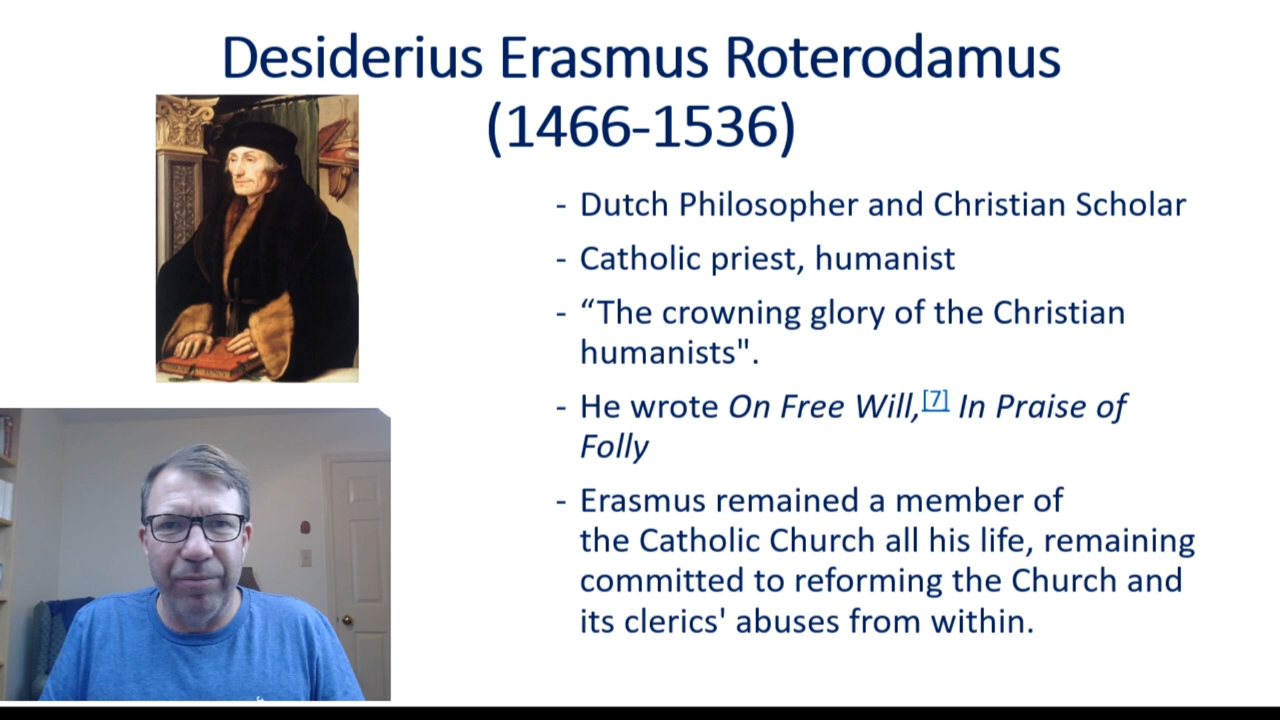 Desiderius Erasmus Roterodamus
(1466-1536)
- Dutch Philosopher and Christian Scholar
- Catholic priest, humanist
- “The crowning glory of the Christian
humanists".
- He wrote On Free Will,[7] In Praise of
Folly
- Erasmus remained a member of
the Catholic Church all his life, remaining
committed to reforming the Church and
its clerics' abuses from within.